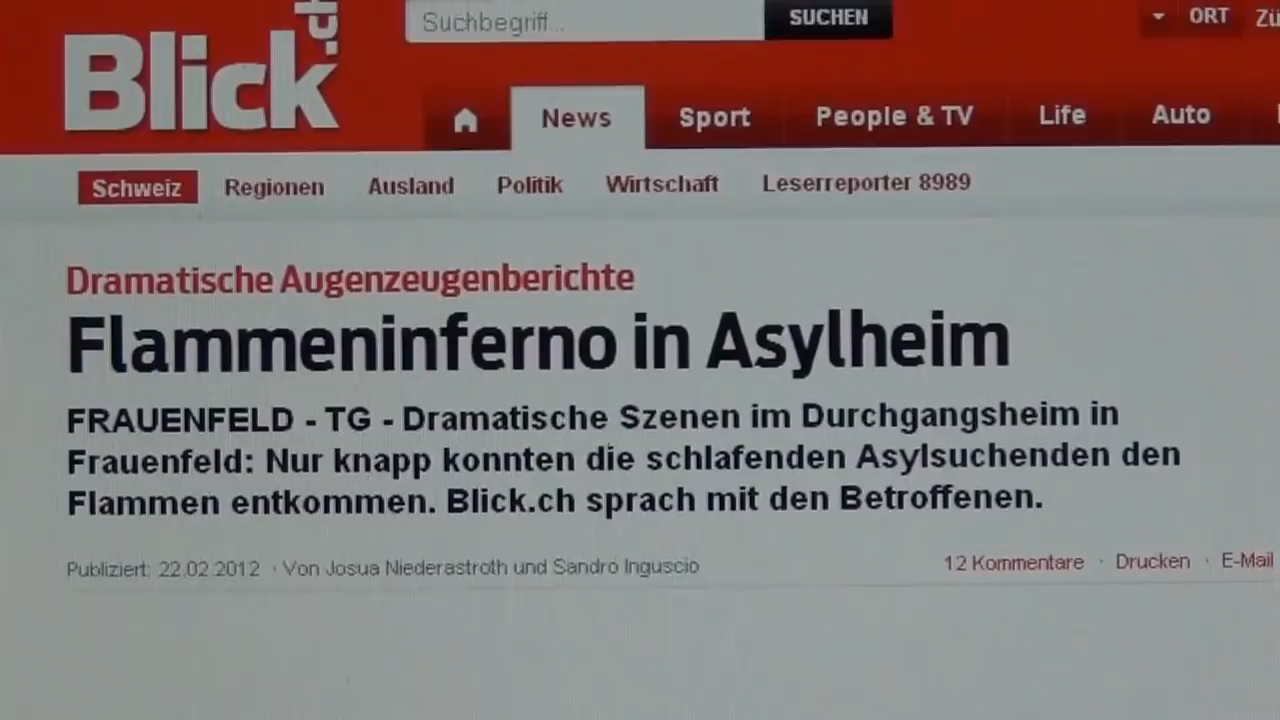 Blick.ch
Suchbegriff...
SUCHEN
ORT
News
Sport
People & TV
Life
Auto
Schweiz
Regionen
Ausland
Politik
Wirtschaft
Leserreporter 8989
Dramatische Augenzeugenberichte
Flammeninferno in Asylheim
FRAUENFELD - TG - Dramatische Szenen im Durchgangsheim in
Frauenfeld: Nur knapp konnten die schlafenden Asylsuchenden den
Flammen entkommen. Blick.ch sprach mit den Betroffenen.
Publiziert: 22.02.2012 · Von Josua Niederastroth und Sandro Inguscio
12 Kommentare · Drucken · E-Mail